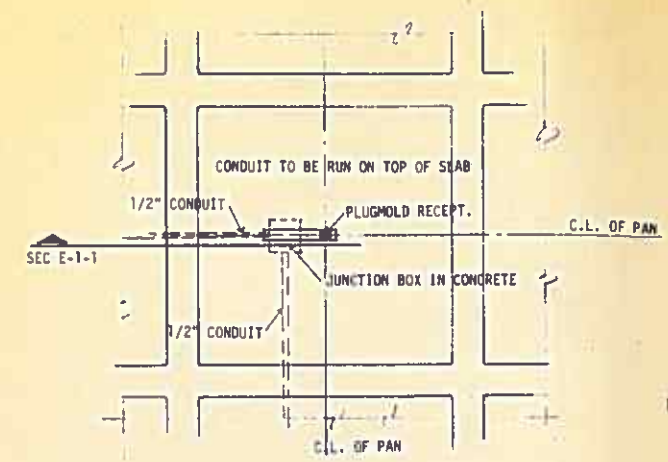 CONDUIT TO BE RUN ON TOP OF SLAB
1/2" CONDUIT
PLUGMOLD RECEPT.
C.L. OF PAN
SEC E-1-1
JUNCTION BOX IN CONCRETE
1/2" CONDUIT
C.L. OF PAN